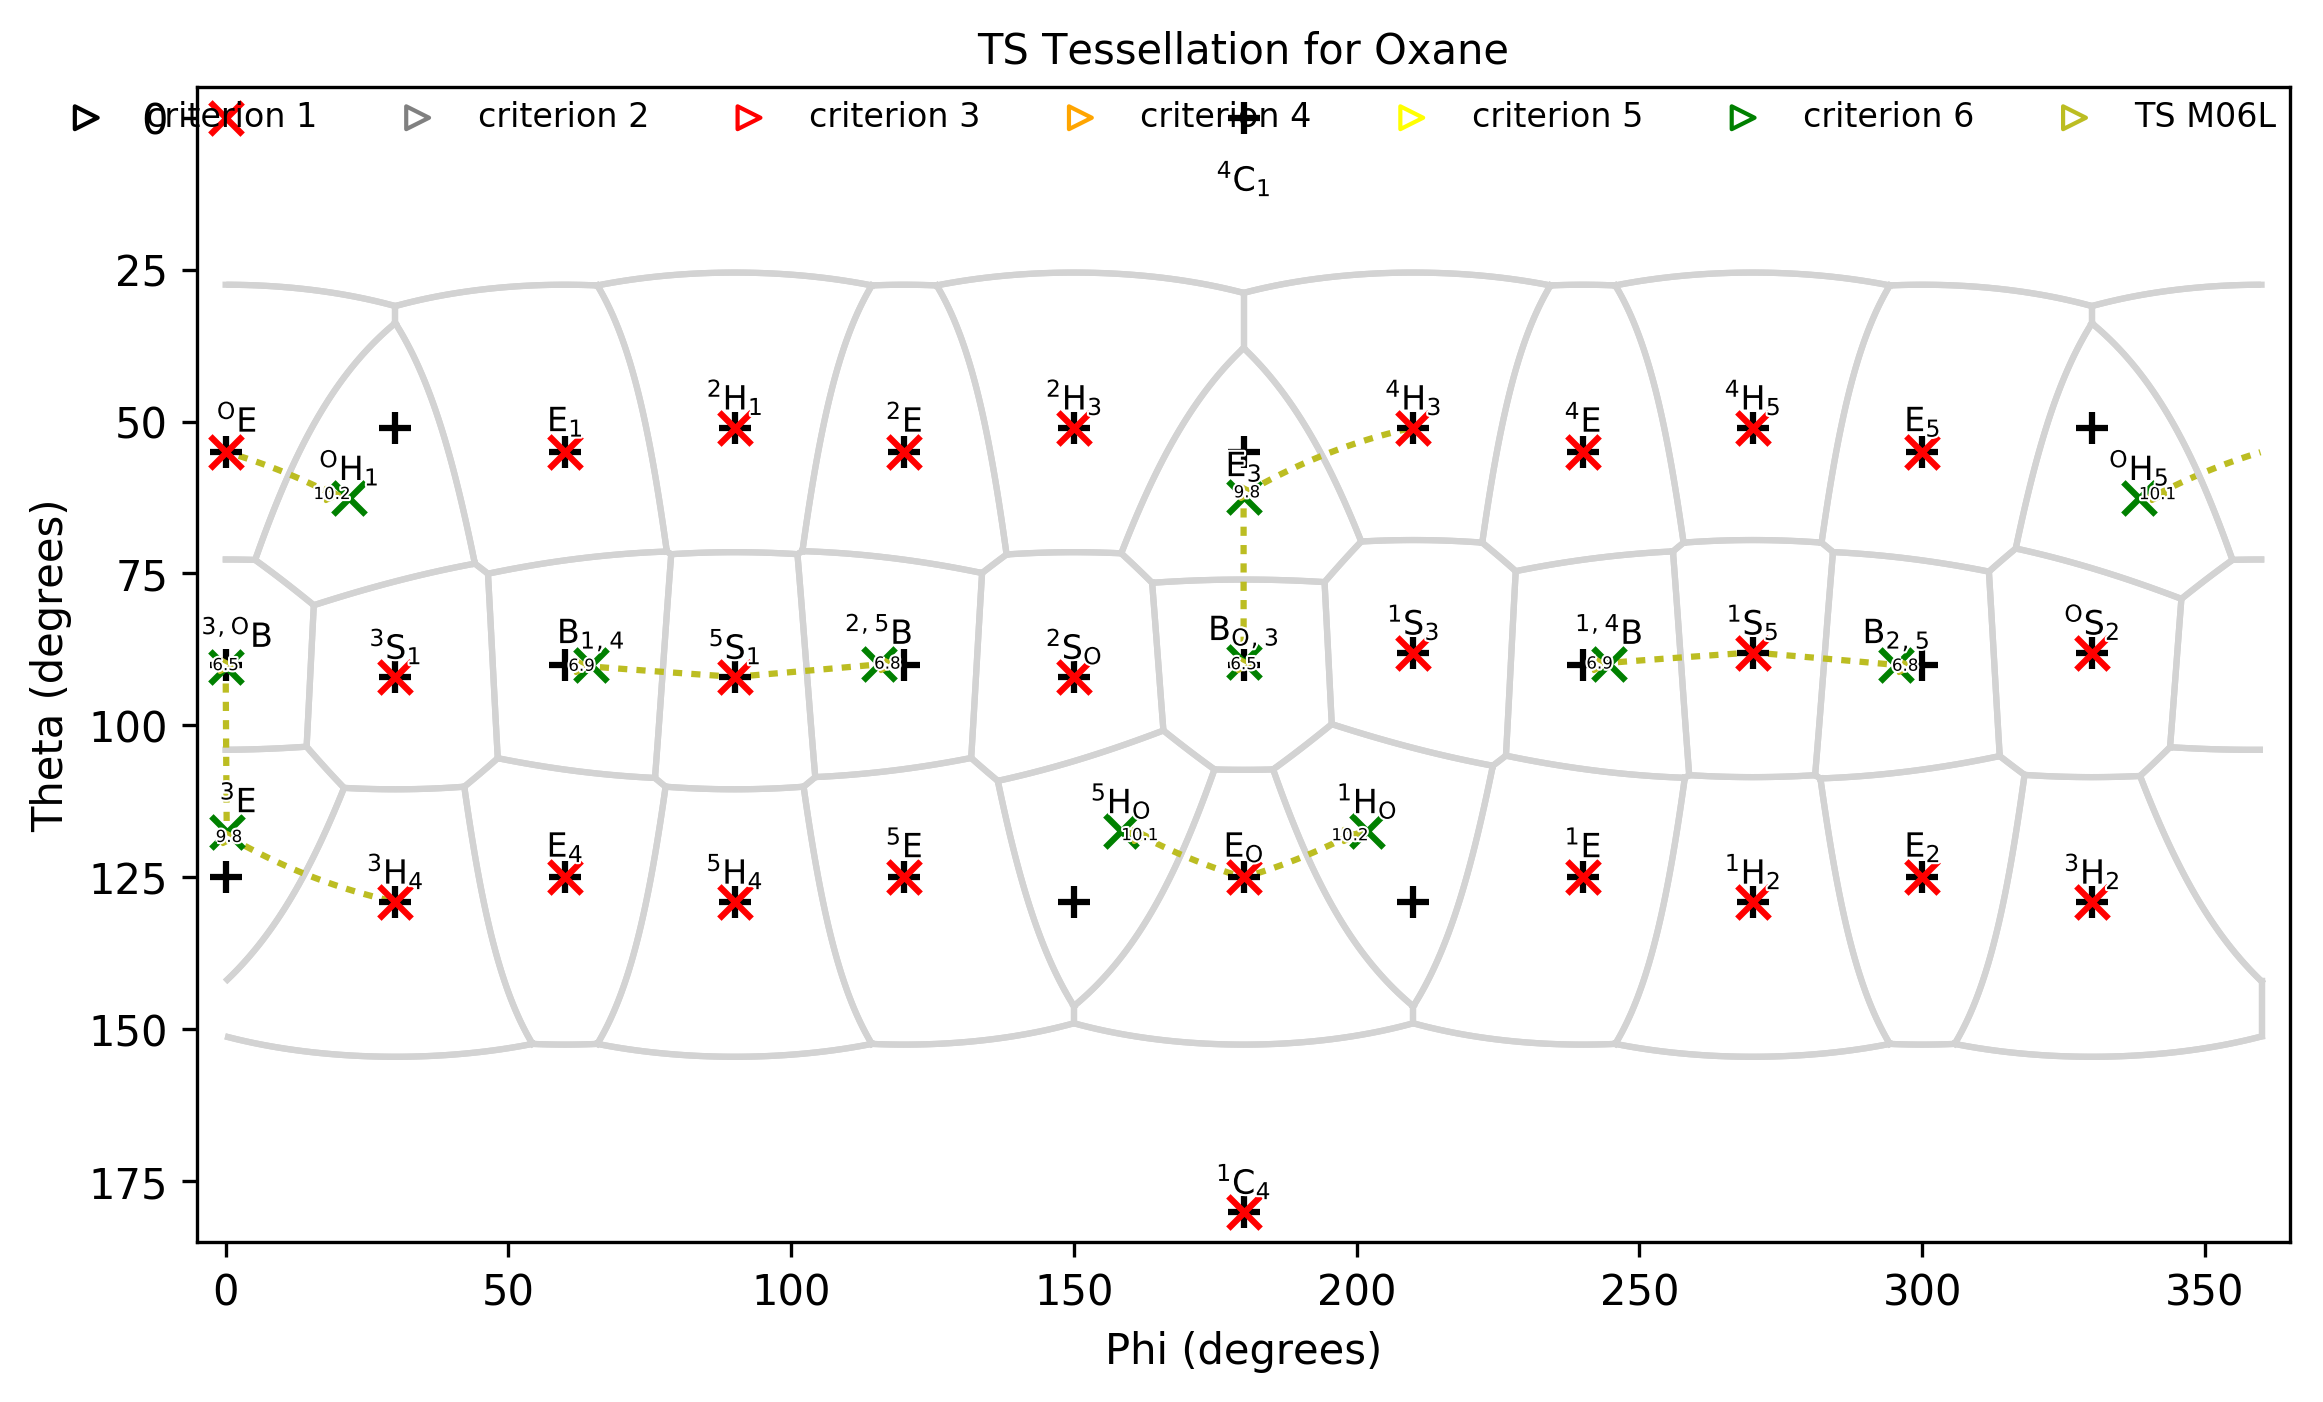 TS Tessellation for Oxane
criterion 1 criterion 2 criterion 3 criterion 4 criterion 5 criterion 6 TS M06L
0
⁴C₁
25
50
ᴼE ᴼH₁ E₁ ²H₁ ²E ²H₃ E₃ ⁴H₃ ⁴E ⁴H₅ E₅ ᴼH₅
10.2 9.8 10.1
75
³,ᴼB ³S₁ B₁,₄ ⁵S₁ ²,⁵B ²Sₒ Bₒ,₃ ¹S₃ ¹,⁴B ¹S₅ B₂,₅ ᴼS₂
6.5 6.9 6.8 6.5 6.9 6.8
100
³E ⁵Hₒ ¹Hₒ
9.8 10.1 10.2
125
³H₄ E₄ ⁵H₄ ⁵E Eₒ ¹E ¹H₂ E₂ ³H₂
150
175
¹C₄
0 50 100 150 200 250 300 350
Theta (degrees)
Phi (degrees)